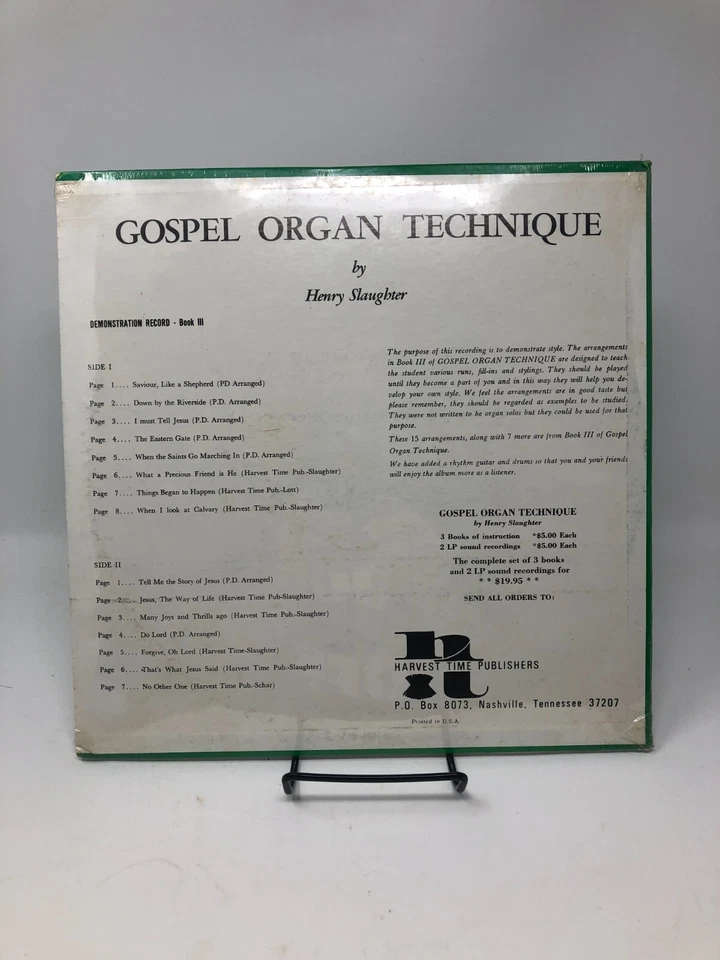 GOSPEL ORGAN TECHNIQUE
by
Henry Slaughter
DEMONSTRATION RECORD - Book III
SIDE I
Page 1.... Saviour, Like a Shepherd (PD Arranged)
Page 2.... Down by the Riverside (P.D. Arranged)
Page 3.... I must Tell Jesus (P.D. Arranged)
Page 4.... The Eastern Gate (P.D. Arranged)
Page 5.... When the Saints Go Marching In (P.D. Arranged)
Page 6.... What a Precious Friend is He (Harvest Time Pub.-Slaughter)
Page 7.... Things Began to Happen (Harvest Time Pub.-Lott)
Page 8.... When I look at Calvary (Harvest Time Pub.-Slaughter)
SIDE II
Page 1.... Tell Me the Story of Jesus (P.D. Arranged)
Page 2.... Jesus, The Way of Life (Harvest Time Pub-Slaughter)
Page 3.... Many Joys and Thrills ago (Harvest Time Pub.-Slaughter)
Page 4.... Do Lord (P.D. Arranged)
Page 5.... Forgive, Oh Lord (Harvest Time-Slaughter)
Page 6.... That's What Jesus Said (Harvest Time Pub.-Slaughter)
Page 7.... No Other One (Harvest Time Pub.-Schar)
The purpose of this recording is to demonstrate style. The arrangements
in Book III of GOSPEL ORGAN TECHNIQUE are designed to teach
the student various runs, fill-ins and stylings. They should be played
until they become a part of you and in this way they will help you de-
velop your own style. We feel the arrangements are in good taste but
please remember, they should be regarded as examples to be studied.
They were not written to be organ solos but they could be used for that
purpose.
These 15 arrangements, along with 7 more are from Book III of Gospel
Organ Technique.
We have added a rhythm guitar and drums so that you and your friends
will enjoy the album more as a listener.
GOSPEL ORGAN TECHNIQUE
by Henry Slaughter
3 Books of instruction *$5.00 Each
2 LP sound recordings *$5.00 Each
The complete set of 3 books
and 2 LP sound recordings for
* * $19.95 * *
SEND ALL ORDERS TO:
HARVEST TIME PUBLISHERS
P.O. Box 8073, Nashville, Tennessee 37207
Printed in U.S.A.